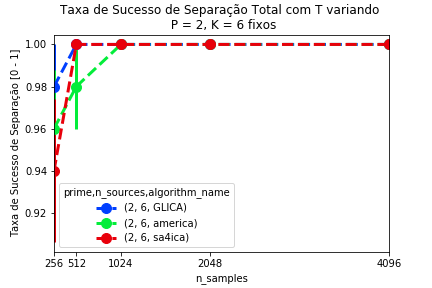 Taxa de Sucesso de Separação Total com T variando
P = 2, K = 6 fixos
Taxa de Sucesso de Separação [0 - 1]
1.00
0.98
0.96
0.94
0.92
prime,n_sources,algorithm_name
(2, 6, GLICA)
(2, 6, america)
(2, 6, sa4ica)
256 512 1024 2048 4096
n_samples